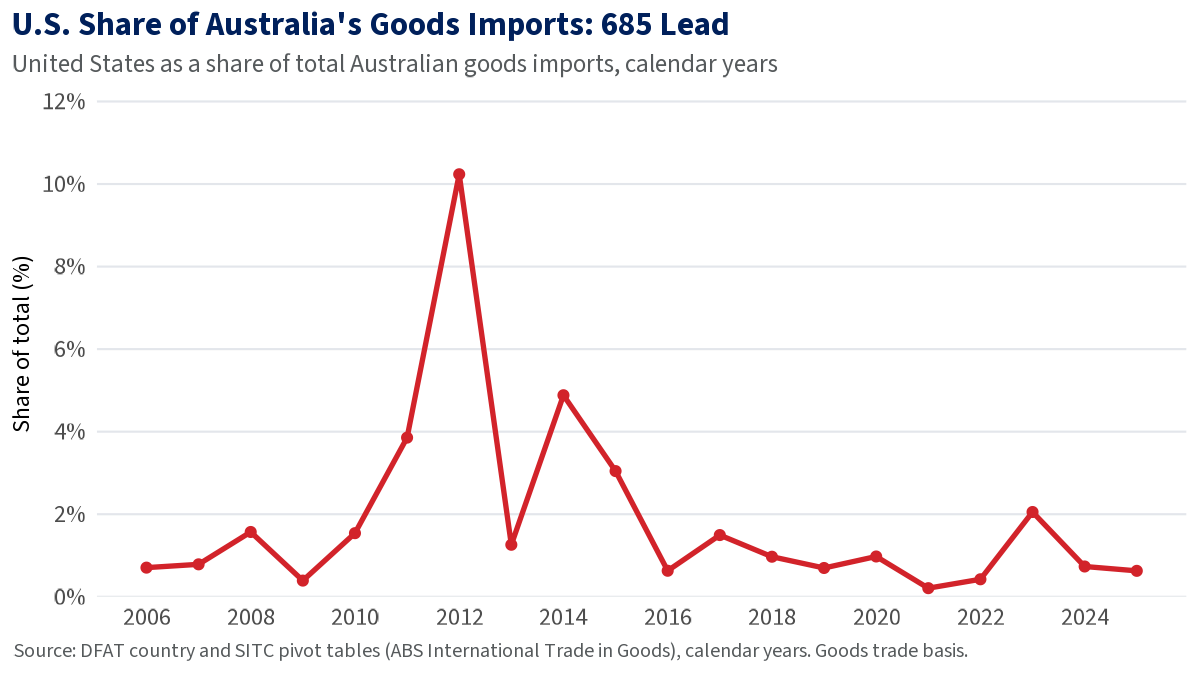 U.S. Share of Australia's Goods Imports: 685 Lead
United States as a share of total Australian goods imports, calendar years
12%
10%
8%
6%
4%
2%
0%
Share of total (%)
2006 2008 2010 2012 2014 2016 2018 2020 2022 2024
Source: DFAT country and SITC pivot tables (ABS International Trade in Goods), calendar years. Goods trade basis.